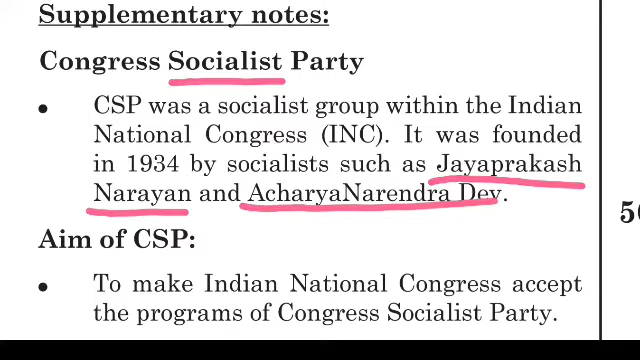 Supplementary notes:
Congress Socialist Party
• CSP was a socialist group within the Indian
National Congress (INC). It was founded
in 1934 by socialists such as Jayaprakash
Narayan and AcharyaNarendra Dev.
Aim of CSP:
• To make Indian National Congress accept
the programs of Congress Socialist Party.